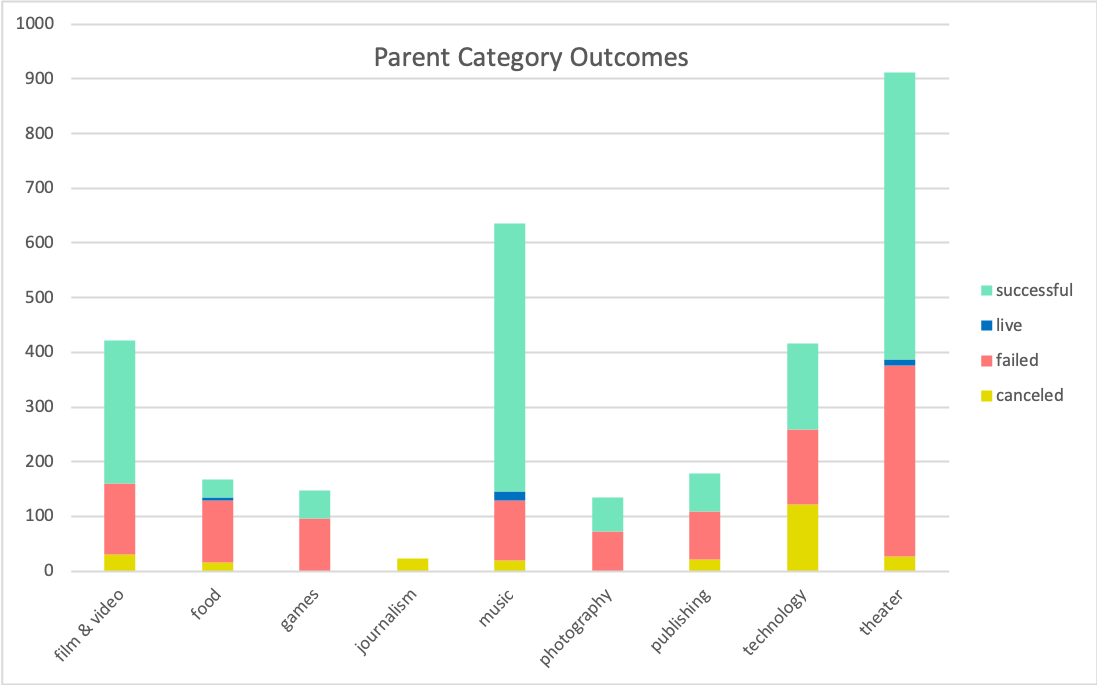 Parent Category Outcomes
1000
900
800
700
600
500
400
300
200
100
0
film & video
food
games
journalism
music
photography
publishing
technology
theater
successful
live
failed
canceled